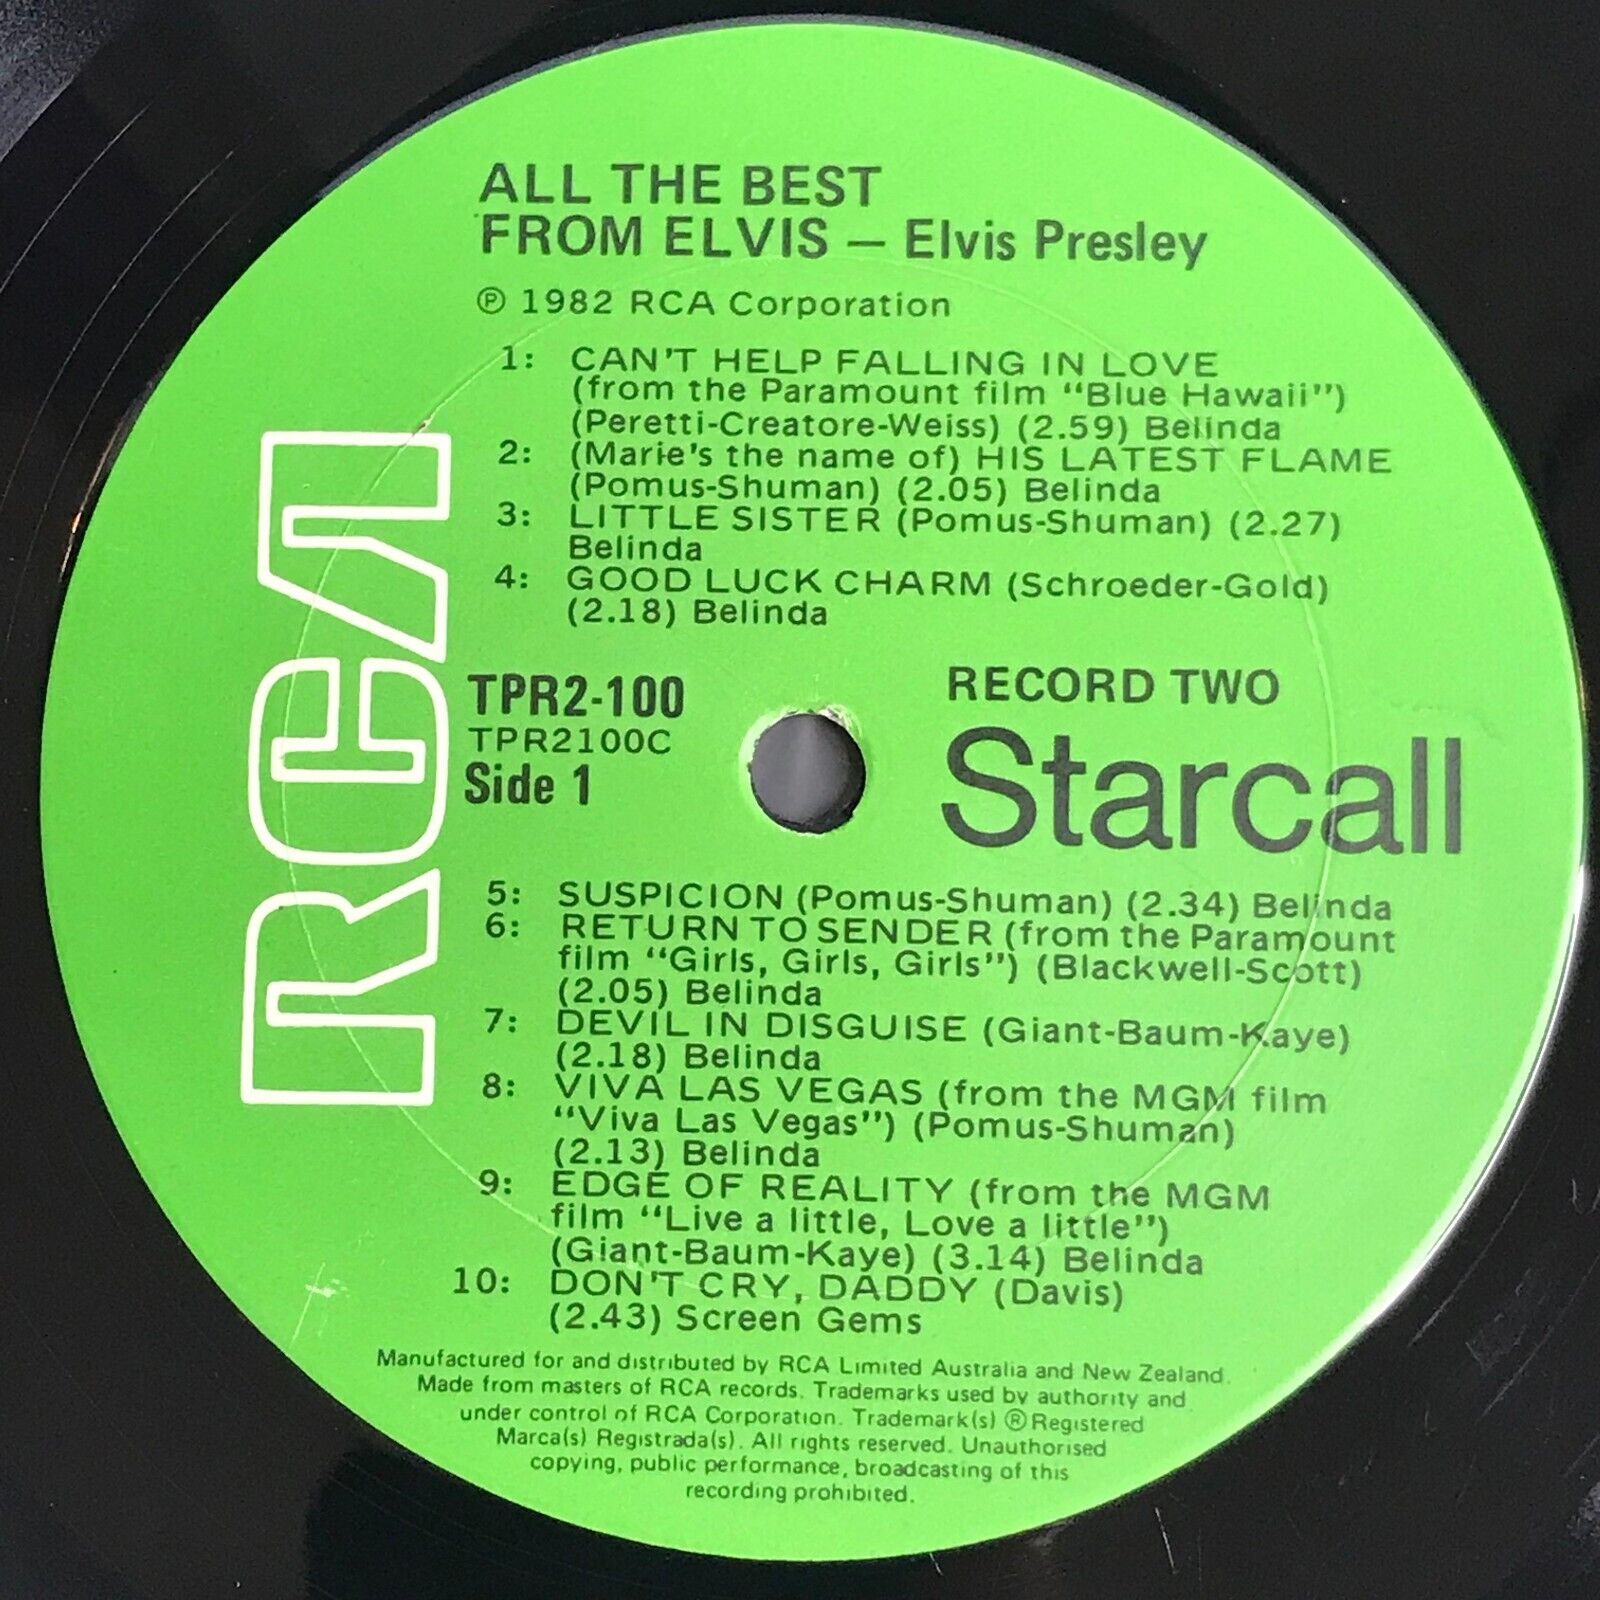 ALL THE BEST
FROM ELVIS – Elvis Presley
℗ 1982 RCA Corporation
1: CAN'T HELP FALLING IN LOVE
(from the Paramount film "Blue Hawaii")
(Peretti-Creatore-Weiss) (2.59) Belinda
2: (Marie's the name of) HIS LATEST FLAME
(Pomus-Shuman) (2.05) Belinda
3: LITTLE SISTER (Pomus-Shuman) (2.27)
Belinda
4: GOOD LUCK CHARM (Schroeder-Gold)
(2.18) Belinda
RCA
TPR2-100
TPR2100C
Side 1
RECORD TWO
Starcall
5: SUSPICION (Pomus-Shuman) (2.34) Belinda
6: RETURN TO SENDER (from the Paramount
film "Girls, Girls, Girls") (Blackwell-Scott)
(2.05) Belinda
7: DEVIL IN DISGUISE (Giant-Baum-Kaye)
(2.18) Belinda
8: VIVA LAS VEGAS (from the MGM film
"Viva Las Vegas") (Pomus-Shuman)
(2.13) Belinda
9: EDGE OF REALITY (from the MGM
film "Live a little, Love a little")
(Giant-Baum-Kaye) (3.14) Belinda
10: DON'T CRY, DADDY (Davis)
(2.43) Screen Gems
Manufactured for and distributed by RCA Limited Australia and New Zealand.
Made from masters of RCA records. Trademarks used by authority and
under control of RCA Corporation. Trademark(s) ® Registered
Marca(s) Registrada(s). All rights reserved. Unauthorised
copying, public performance, broadcasting of this
recording prohibited.